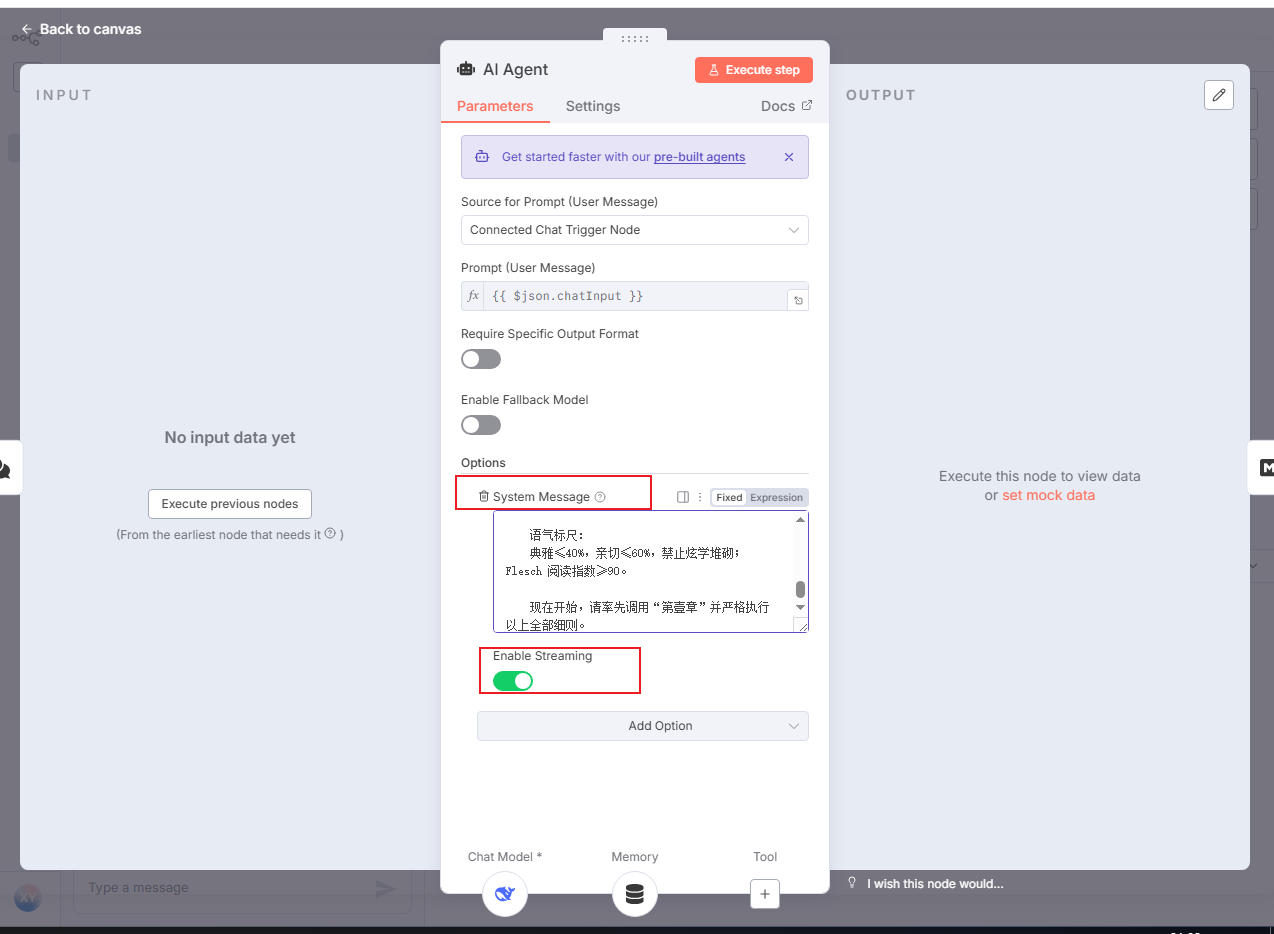 Back to canvas
AI Agent
Execute step
Parameters
Settings
Docs
INPUT
OUTPUT
Get started faster with our pre-built agents
Source for Prompt (User Message)
Connected Chat Trigger Node
Prompt (User Message)
fx
{{ $json.chatInput }}
Require Specific Output Format
Enable Fallback Model
Options
System Message
Fixed
Expression
语气标尺：
典雅≤40%，亲切≤60%，禁止炫学堆砌；
Flesch 阅读指数≥90。
现在开始，请率先调用“第壹章”并严格执行
以上全部细则。
Enable Streaming
Add Option
No input data yet
Execute previous nodes
(From the earliest node that needs it ? )
Execute this node to view data
or set mock data
Chat Model *
Memory
Tool
I wish this node would...
Type a message
XY